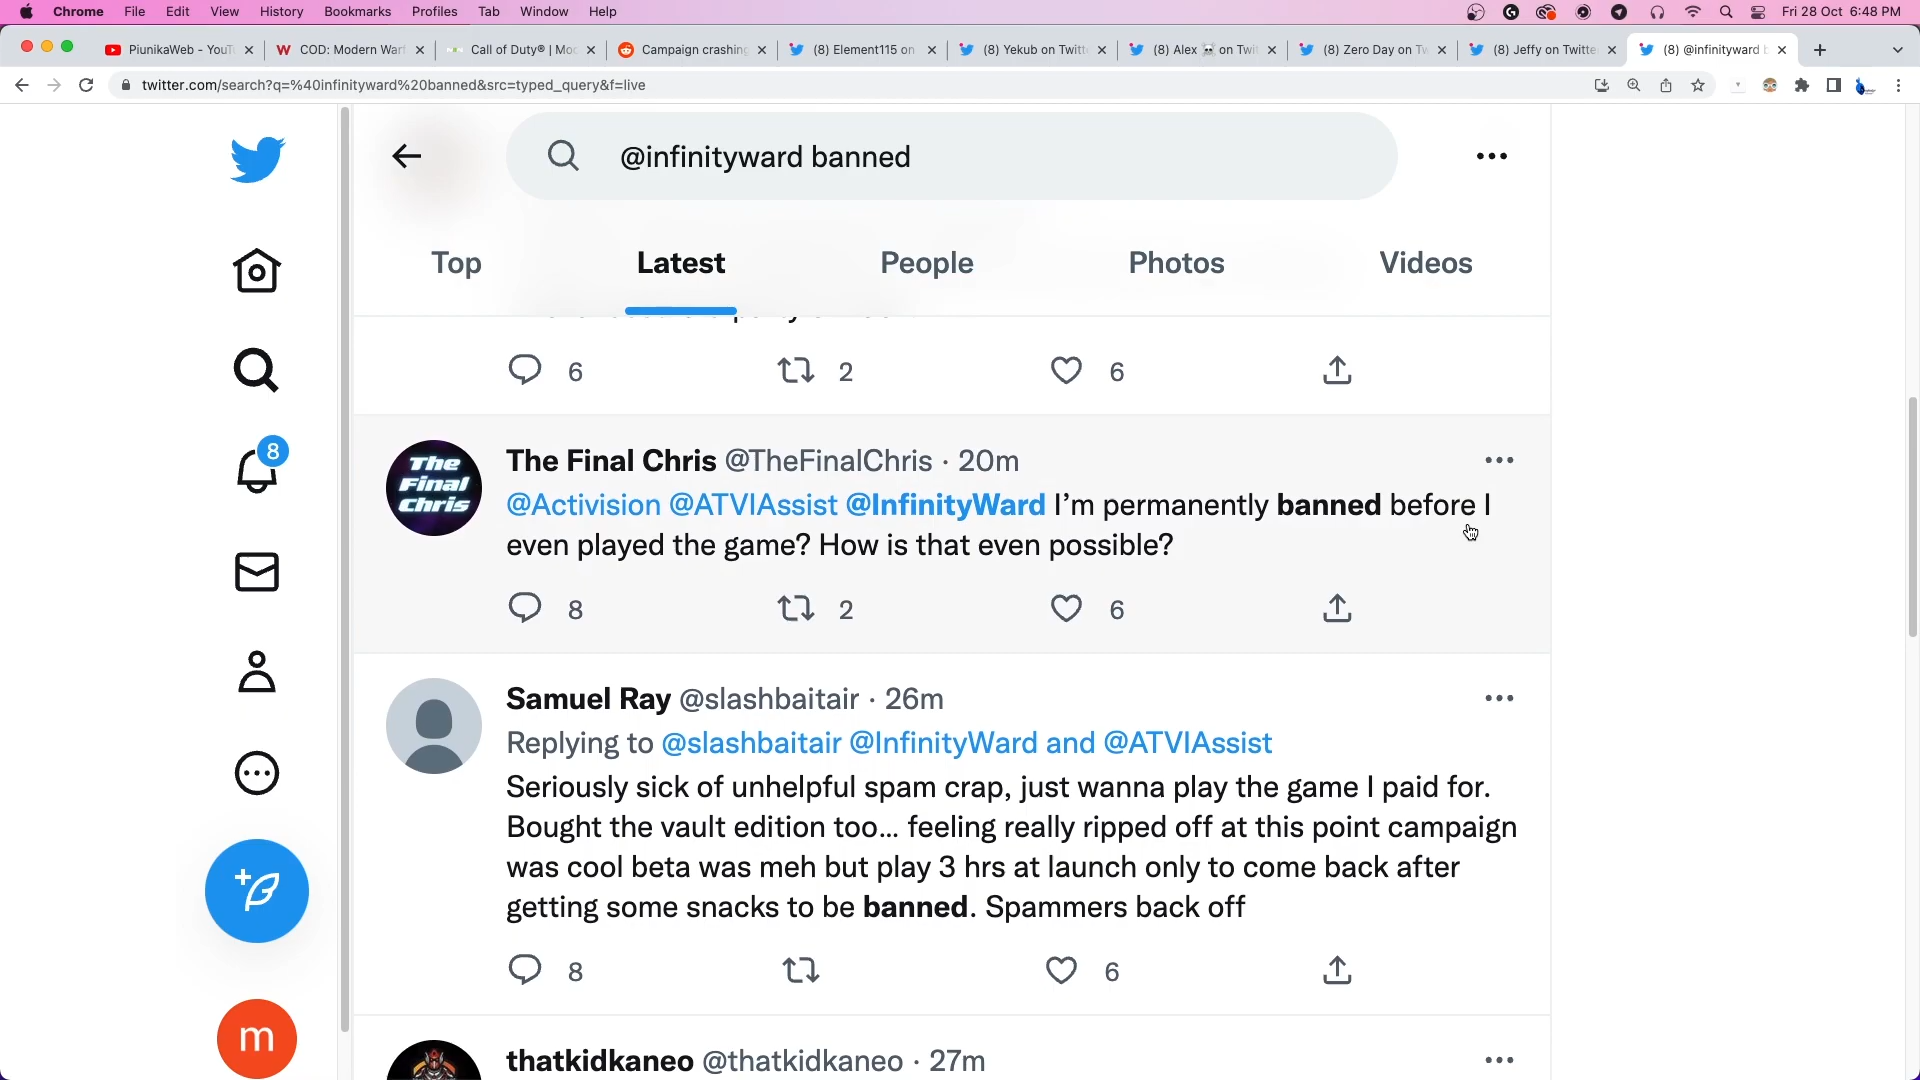 Chrome File Edit View History Bookmarks Profiles Tab Window Help Fri 28 Oct 6:48 PM
PiunikaWeb - YouT W COD: Modern War Call of Duty® | Mo Campaign crashing (8) Element115 on (8) Yekub on Twitt (8) Alex on Twit (8) Zero Day on Tw (8) Jeffy on Twitte (8) @infinityward b
twitter.com/search?q=%40infinityward%20banned&src=typed_query&f=live
@infinityward banned
Top Latest People Photos Videos
6 2 6
The Final Chris @TheFinalChris · 20m
The
Final
Chris
@Activision @ATVIAssist @InfinityWard I’m permanently banned before I
even played the game? How is that even possible?
8 2 6
8
Samuel Ray @slashbaitair · 26m
Replying to @slashbaitair @InfinityWard and @ATVIAssist
Seriously sick of unhelpful spam crap, just wanna play the game I paid for.
Bought the vault edition too... feeling really ripped off at this point campaign
was cool beta was meh but play 3 hrs at launch only to come back after
getting some snacks to be banned. Spammers back off
8 6
m
thatkidkaneo @thatkidkaneo · 27m